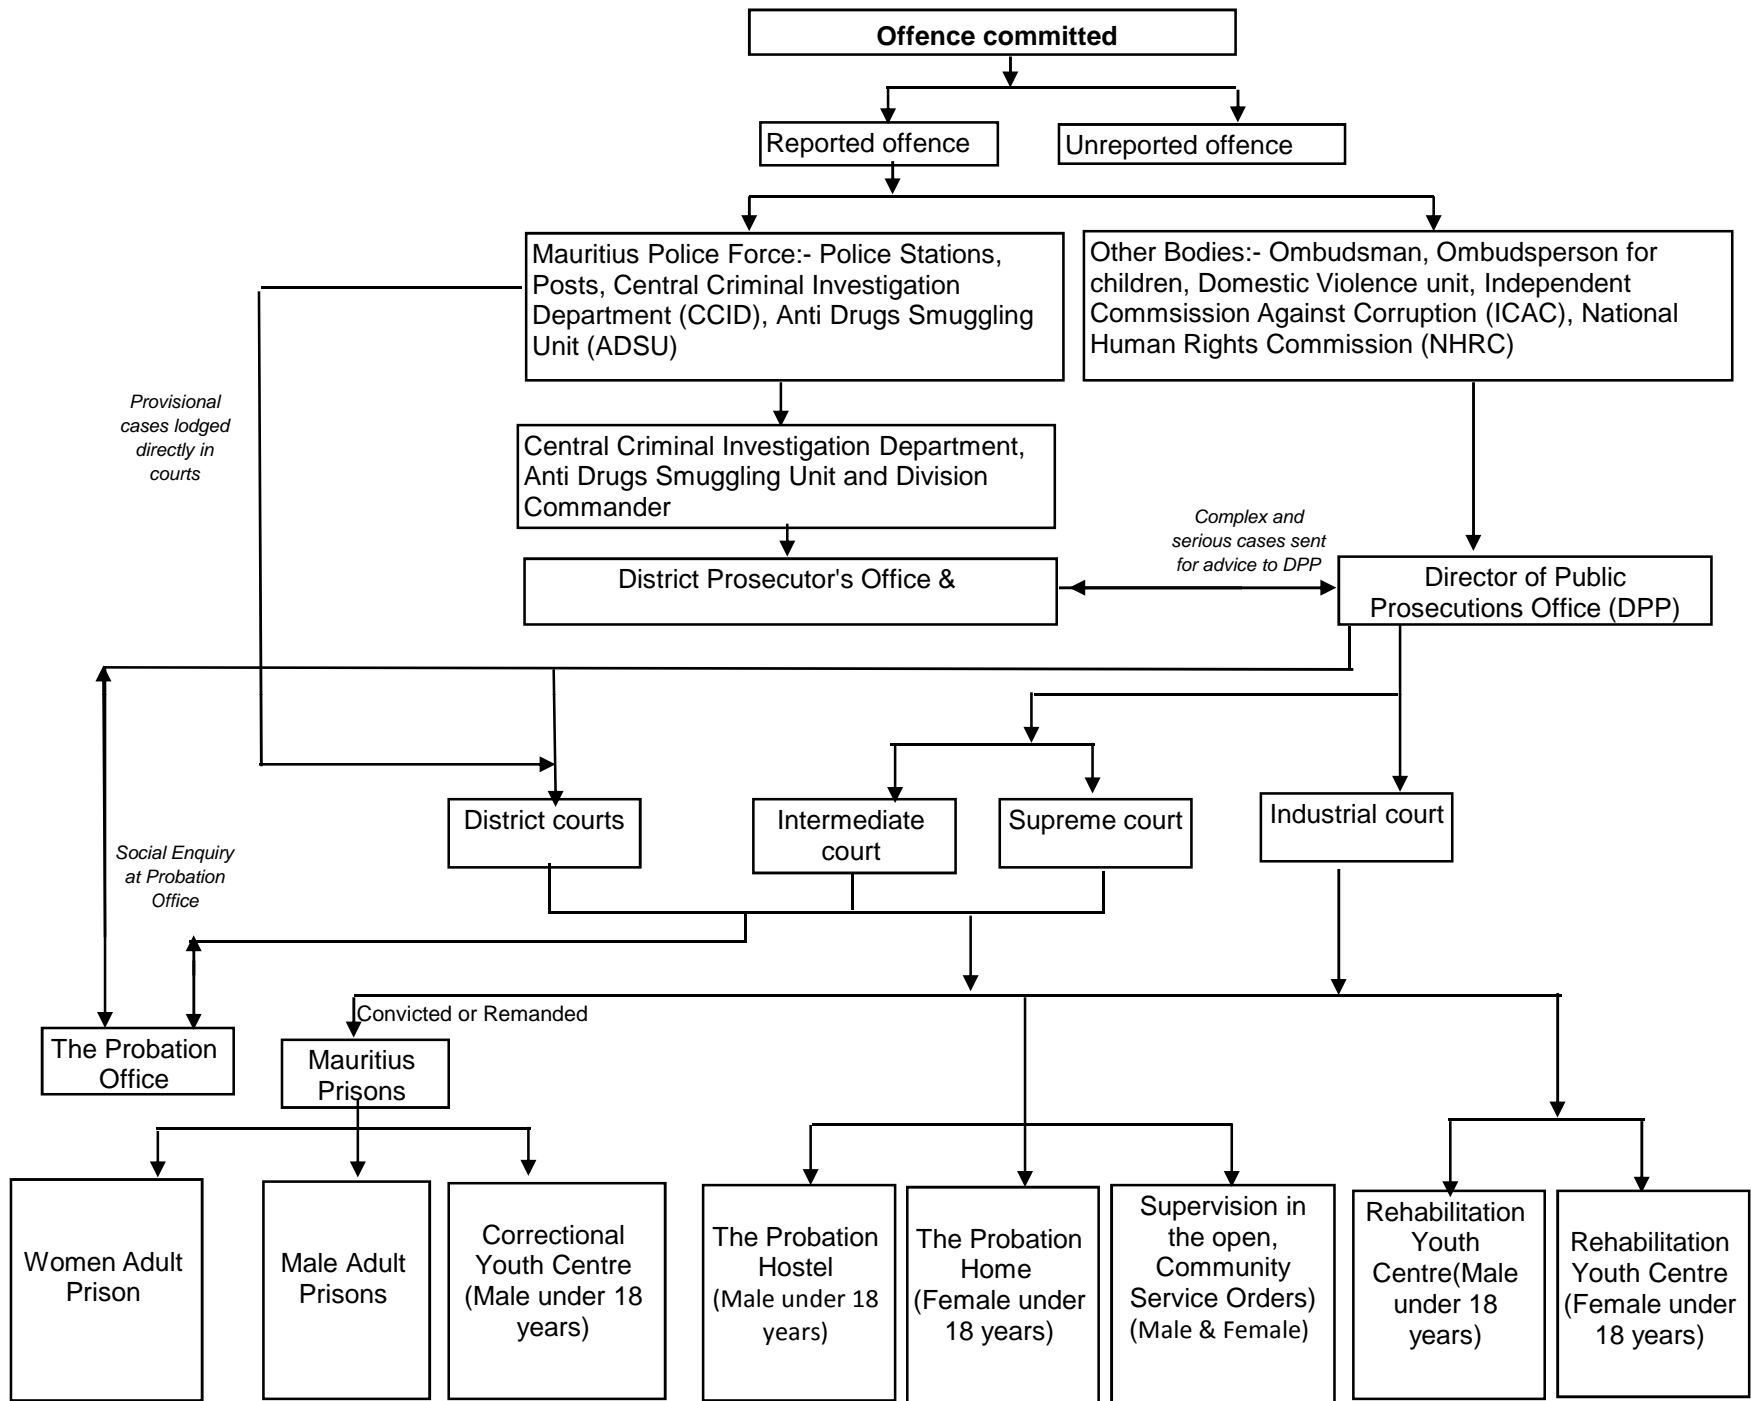 Offence committed
Reported offence
Unreported offence
Mauritius Police Force:- Police Stations,
Posts, Central Criminal Investigation
Department (CCID), Anti Drugs Smuggling
Unit (ADSU)
Other Bodies:- Ombudsman, Ombudsperson for
children, Domestic Violence unit, Independent
Commsission Against Corruption (ICAC), National
Human Rights Commission (NHRC)
Provisional
cases lodged
directly in
courts
Central Criminal Investigation Department,
Anti Drugs Smuggling Unit and Division
Commander
Complex and
serious cases sent
for advice to DPP
District Prosecutor's Office &
Director of Public
Prosecutions Office (DPP)
District courts
Intermediate
court
Supreme court
Industrial court
Social Enquiry
at Probation
Office
Convicted or Remanded
The Probation
Office
Mauritius
Prisons
Women Adult
Prison
Male Adult
Prisons
Correctional
Youth Centre
(Male under 18
years)
The Probation
Hostel
(Male under 18
years)
The Probation
Home
(Female under
18 years)
Supervision in
the open,
Community
Service Orders)
(Male & Female)
Rehabilitation
Youth
Centre(Male
under 18
years)
Rehabilitation
Youth Centre
(Female under
18 years)